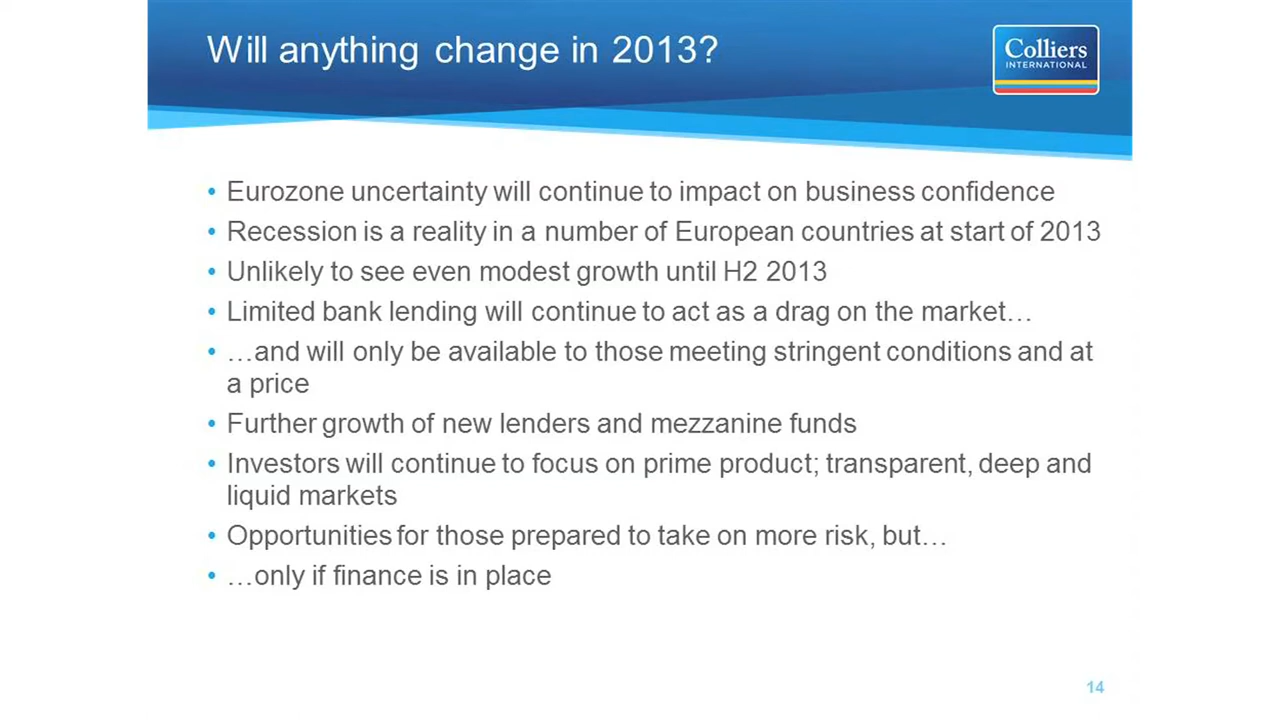 Will anything change in 2013?
Colliers
INTERNATIONAL
• Eurozone uncertainty will continue to impact on business confidence
• Recession is a reality in a number of European countries at start of 2013
• Unlikely to see even modest growth until H2 2013
• Limited bank lending will continue to act as a drag on the market…
• …and will only be available to those meeting stringent conditions and at
a price
• Further growth of new lenders and mezzanine funds
• Investors will continue to focus on prime product; transparent, deep and
liquid markets
• Opportunities for those prepared to take on more risk, but…
• …only if finance is in place
14